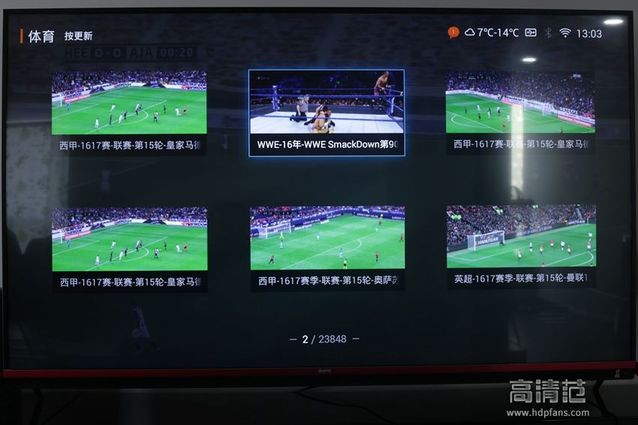 体育 按更新
1 7℃-14℃ 13:03
西甲-1617赛-联赛-第15轮-皇家马
WWE-16年-WWE SmackDown第90
西甲-1617赛-联赛-第15轮-皇家马
西甲-1617赛-联赛-第15轮-皇家马
西甲-1617赛季-联赛-第15轮-奥萨
英超-1617赛季-联赛-第15轮-曼联1
2 / 23848
高清范
www.hdpfans.com